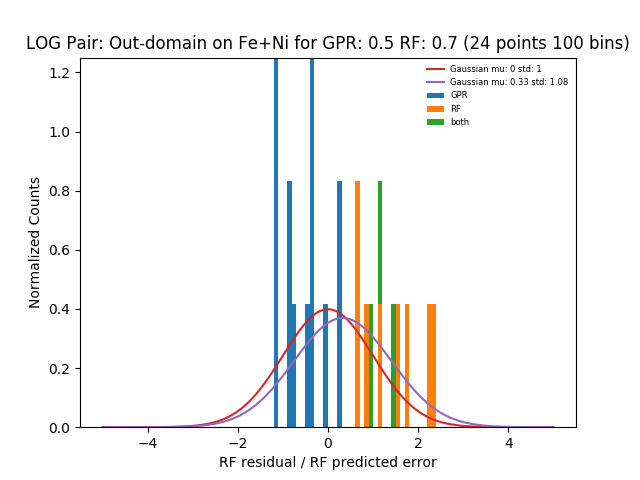 LOG Pair: Out-domain on Fe+Ni for GPR: 0.5 RF: 0.7 (24 points 100 bins)
Gaussian mu: 0 std: 1
Gaussian mu: 0.33 std: 1.08
GPR
RF
both
Normalized Counts
1.2
1.0
0.8
0.6
0.4
0.2
0.0
−4 −2 0 2 4
RF residual / RF predicted error